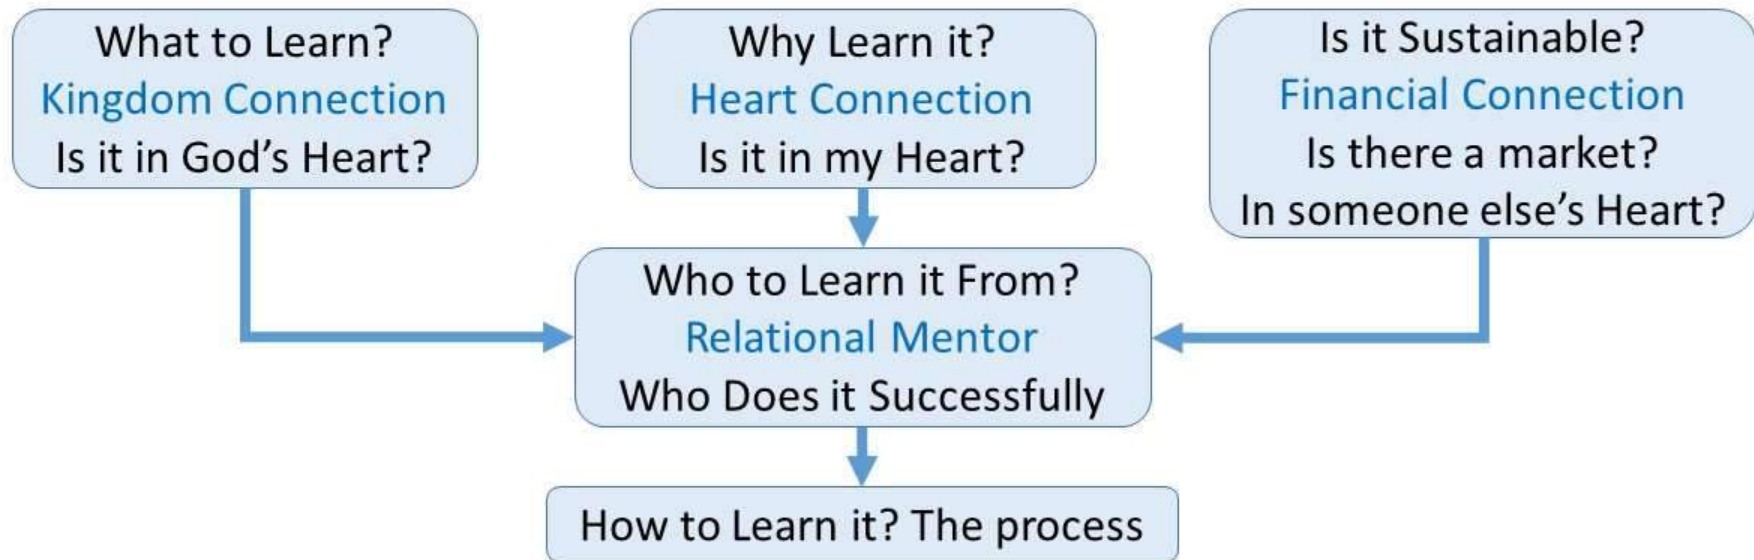 What to Learn?
Kingdom Connection
Is it in God’s Heart?
Why Learn it?
Heart Connection
Is it in my Heart?
Is it Sustainable?
Financial Connection
Is there a market?
In someone else’s Heart?
Who to Learn it From?
Relational Mentor
Who Does it Successfully
How to Learn it? The process